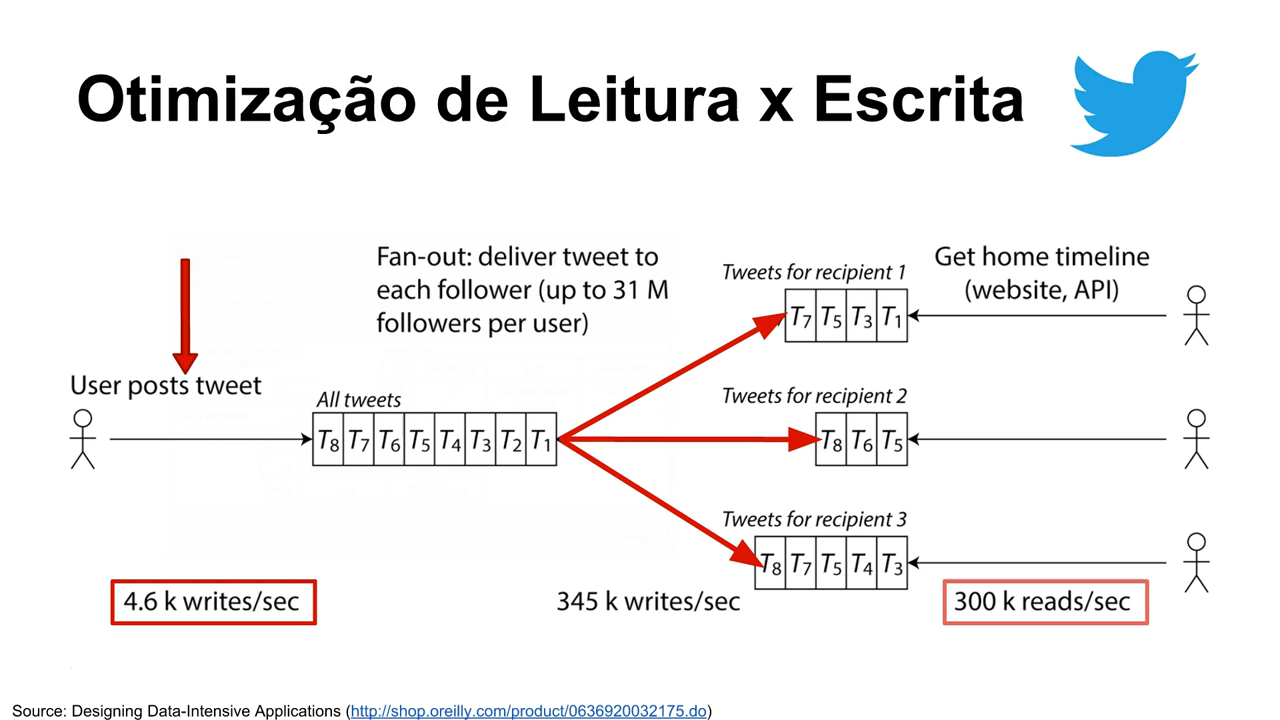 Otimização de Leitura x Escrita
Fan-out: deliver tweet to
each follower (up to 31 M
followers per user)
Tweets for recipient 1
Get home timeline
(website, API)
T7 T5 T3 T1
User posts tweet
All tweets
T8 T7 T6 T5 T4 T3 T2 T1
Tweets for recipient 2
T8 T6 T5
Tweets for recipient 3
T8 T7 T5 T4 T3
4.6 k writes/sec
345 k writes/sec
300 k reads/sec
Source: Designing Data-Intensive Applications (http://shop.oreilly.com/product/0636920032175.do)